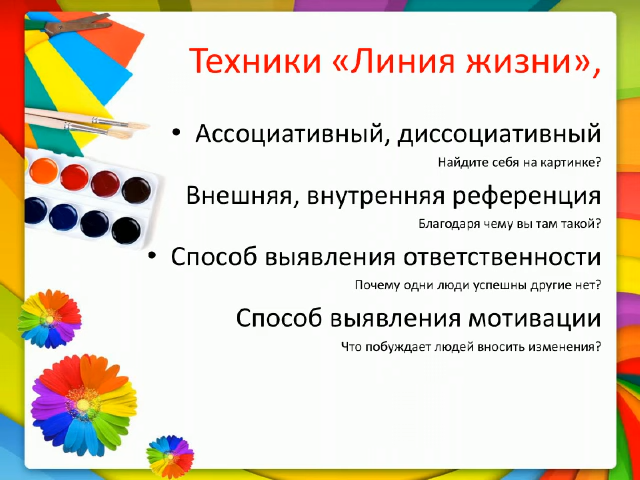 Техники «Линия жизни»,
• Ассоциативный, диссоциативный
Найдите себя на картинке?
Внешняя, внутренняя референция
Благодаря чему вы там такой?
• Способ выявления ответственности
Почему одни люди успешны другие нет?
Способ выявления мотивации
Что побуждает людей вносить изменения?